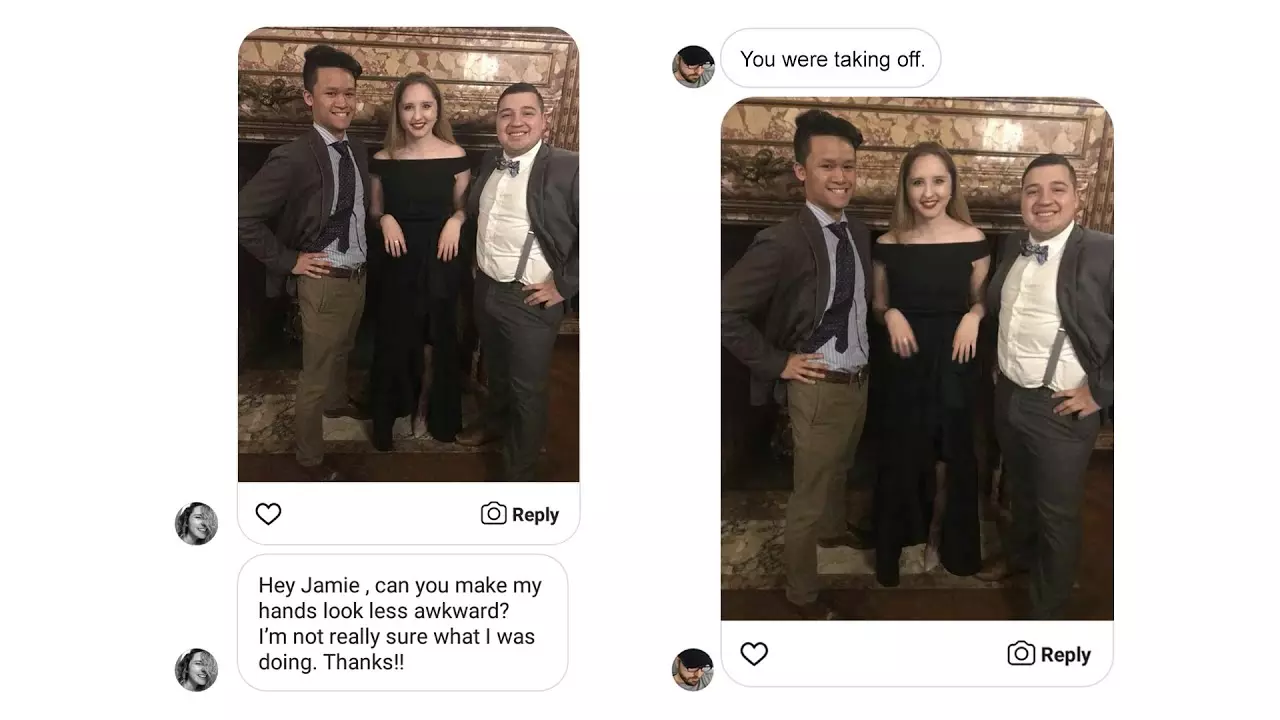 Reply
Hey Jamie , can you make my
hands look less awkward?
I'm not really sure what I was
doing. Thanks!!
You were taking off.
Reply